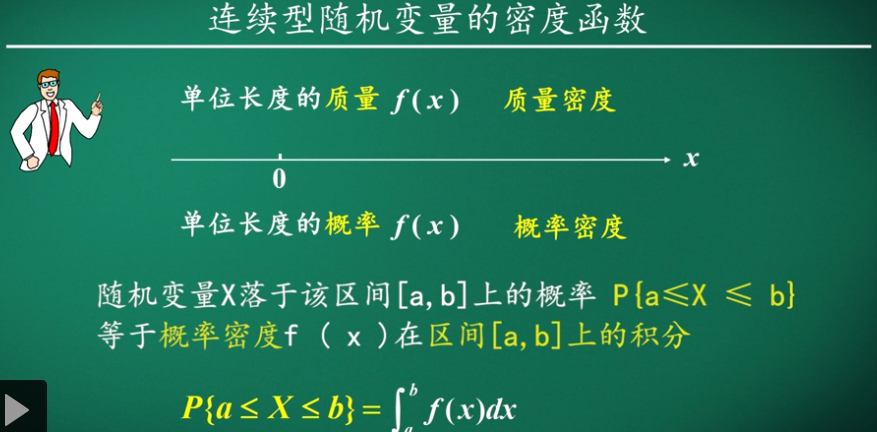 连续型随机变量的密度函数
单位长度的质量 f(x) 质量密度
x
0
单位长度的概率 f(x) 概率密度
随机变量X落于该区间[a,b]上的概率 P{a≤X ≤ b}
等于概率密度f ( x )在区间[a,b]上的积分
P{a ≤ X ≤ b} = ∫_a^b f(x)dx